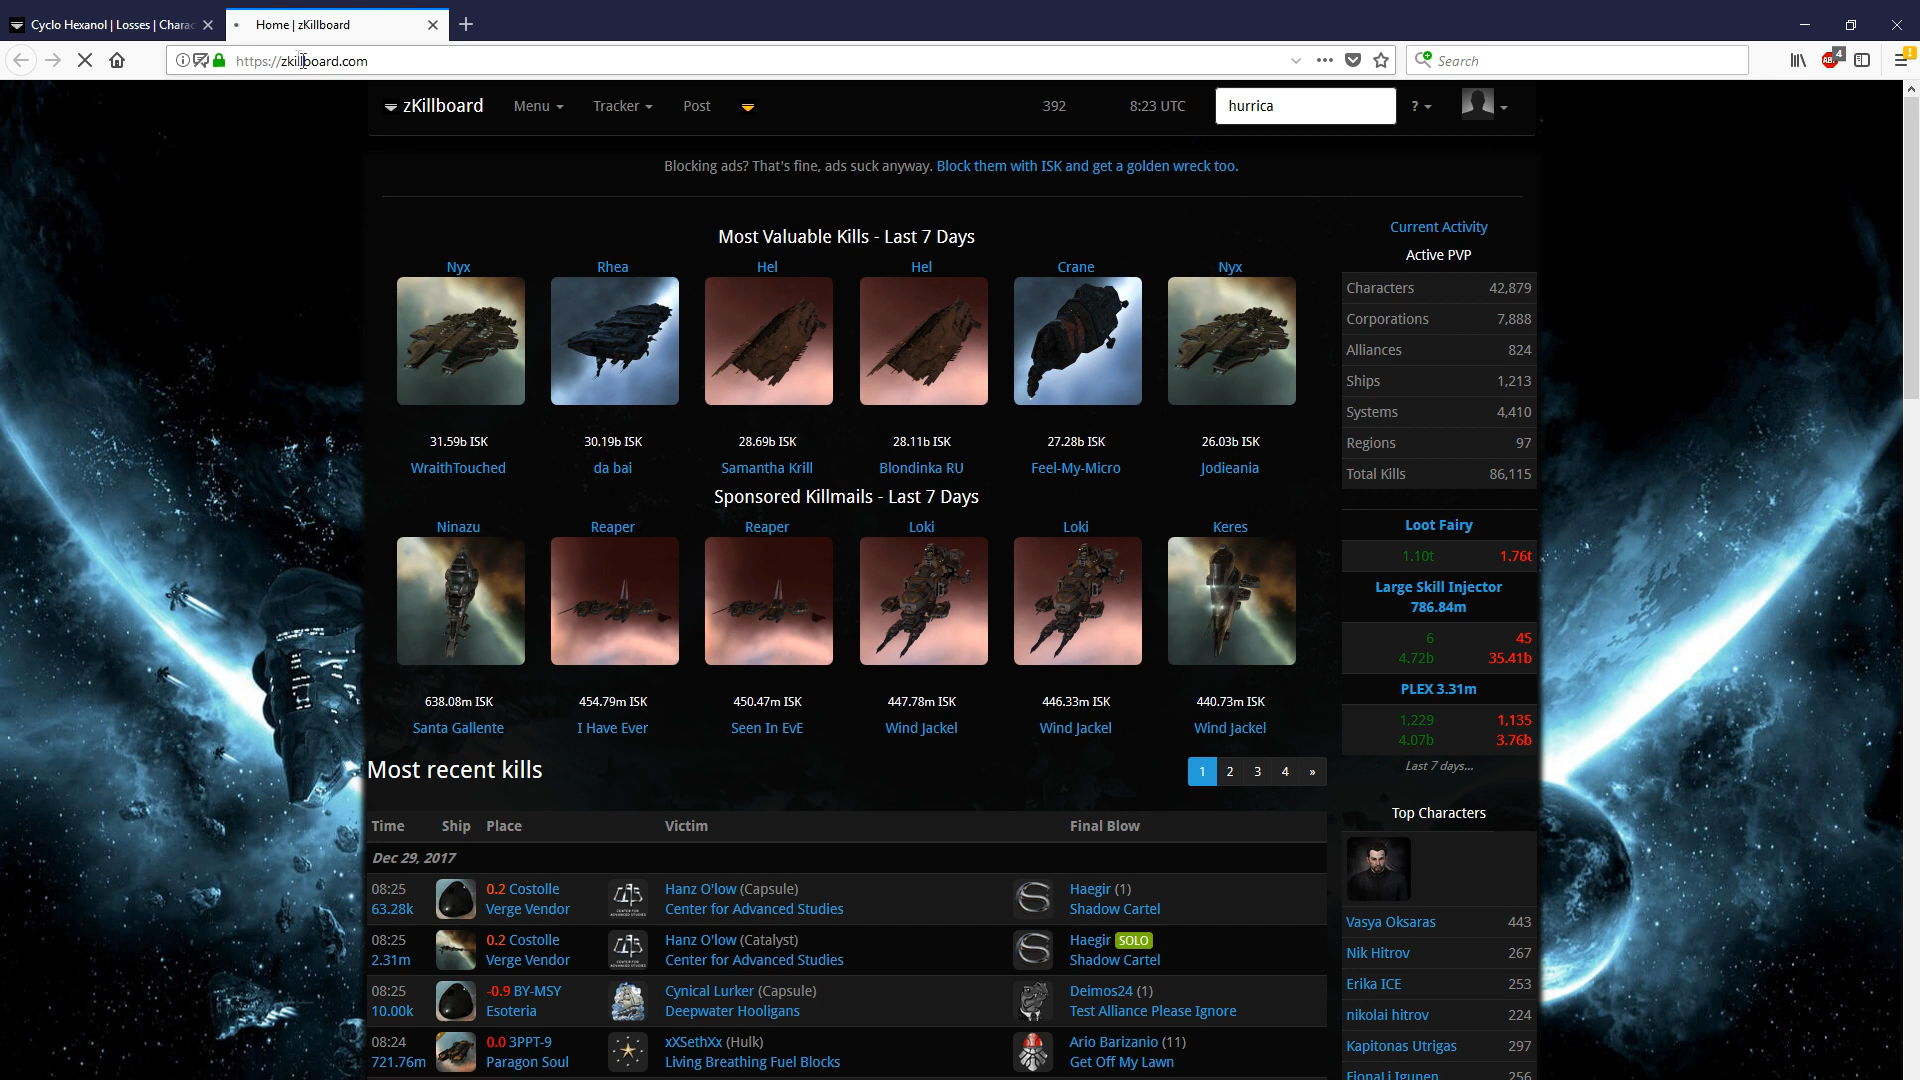 Cyclo Hexanol | Losses | Charac
Home | zKillboard
https://zkillboard.com
Search
4
zKillboard
Menu
Tracker
Post
392
8:23 UTC
hurrica
?
Blocking ads? That's fine, ads suck anyway. Block them with ISK and get a golden wreck too.
Most Valuable Kills - Last 7 Days
Nyx Rhea Hel Hel Crane Nyx
31.59b ISK 30.19b ISK 28.69b ISK 28.11b ISK 27.28b ISK 26.03b ISK
WraithTouched da bai Samantha Krill Blondinka RU Feel-My-Micro Jodieania
Sponsored Killmails - Last 7 Days
Ninazu Reaper Reaper Loki Loki Keres
638.08m ISK 454.79m ISK 450.47m ISK 447.78m ISK 446.33m ISK 440.73m ISK
Santa Gallente I Have Ever Seen In EvE Wind Jackel Wind Jackel Wind Jackel
Most recent kills
1 2 3 4 »
Time Ship Place Victim Final Blow
Dec 29, 2017
08:25 0.2 Costolle Hanz O'low (Capsule) Haegir (1)
63.28k Verge Vendor Center for Advanced Studies Shadow Cartel
08:25 0.2 Costolle Hanz O'low (Catalyst) Haegir SOLO
2.31m Verge Vendor Center for Advanced Studies Shadow Cartel
08:25 -0.9 BY-MSY Cynical Lurker (Capsule) Deimos24 (1)
10.00k Esoteria Deepwater Hooligans Test Alliance Please Ignore
08:24 0.0 3PPT-9 xXSethXx (Hulk) Ario Barizanio (11)
721.76m Paragon Soul Living Breathing Fuel Blocks Get Off My Lawn
Current Activity
Active PVP
Characters 42,879
Corporations 7,888
Alliances 824
Ships 1,213
Systems 4,410
Regions 97
Total Kills 86,115
Loot Fairy
1.10t 1.76t
Large Skill Injector
786.84m
6 45
4.72b 35.41b
PLEX 3.31m
1,229 1,135
4.07b 3.76b
Last 7 days...
Top Characters
Vasya Oksaras 443
Nik Hitrov 267
Erika ICE 253
nikolai hitrov 224
Kapitonas Utrigas 297
256